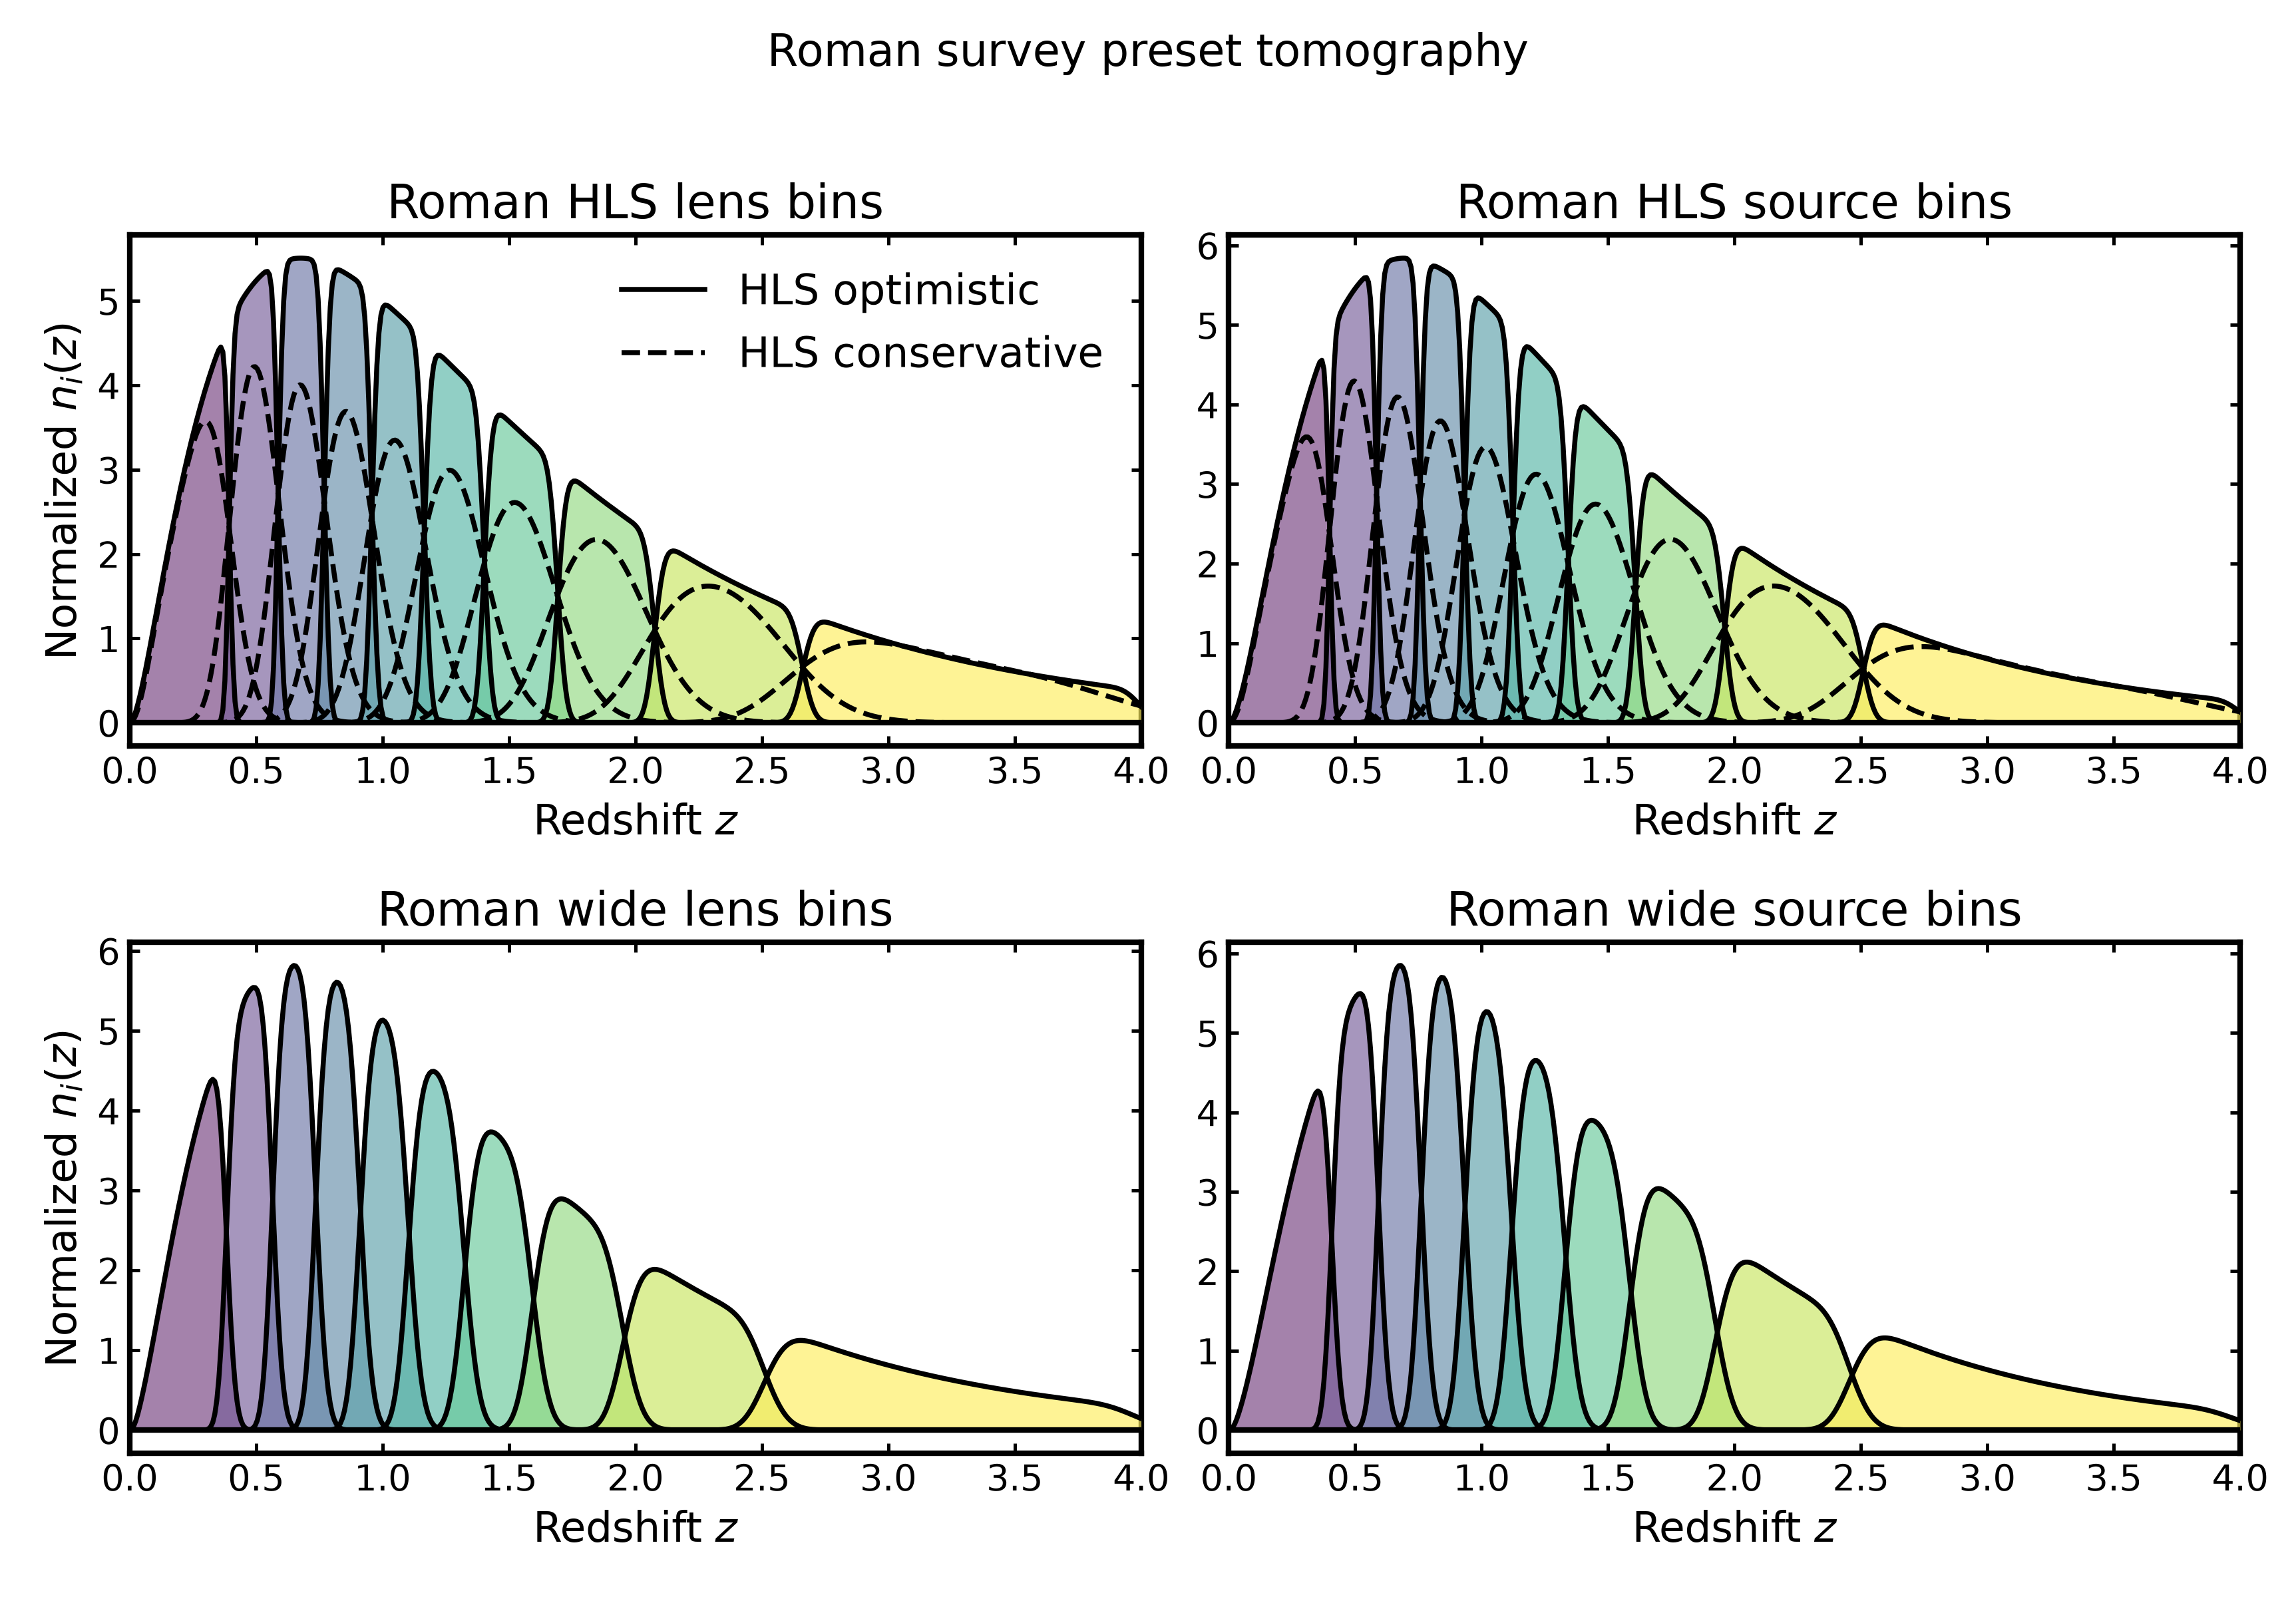 Roman survey preset tomography
Roman HLS lens bins
Normalized n_i(z)
5
4
3
2
1
0
HLS optimistic
HLS conservative
0.0 0.5 1.0 1.5 2.0 2.5 3.0 3.5 4.0
Redshift z
Roman HLS source bins
6
5
4
3
2
1
0
0.0 0.5 1.0 1.5 2.0 2.5 3.0 3.5 4.0
Redshift z
Roman wide lens bins
Normalized n_i(z)
6
5
4
3
2
1
0
0.0 0.5 1.0 1.5 2.0 2.5 3.0 3.5 4.0
Redshift z
Roman wide source bins
6
5
4
3
2
1
0
0.0 0.5 1.0 1.5 2.0 2.5 3.0 3.5 4.0
Redshift z